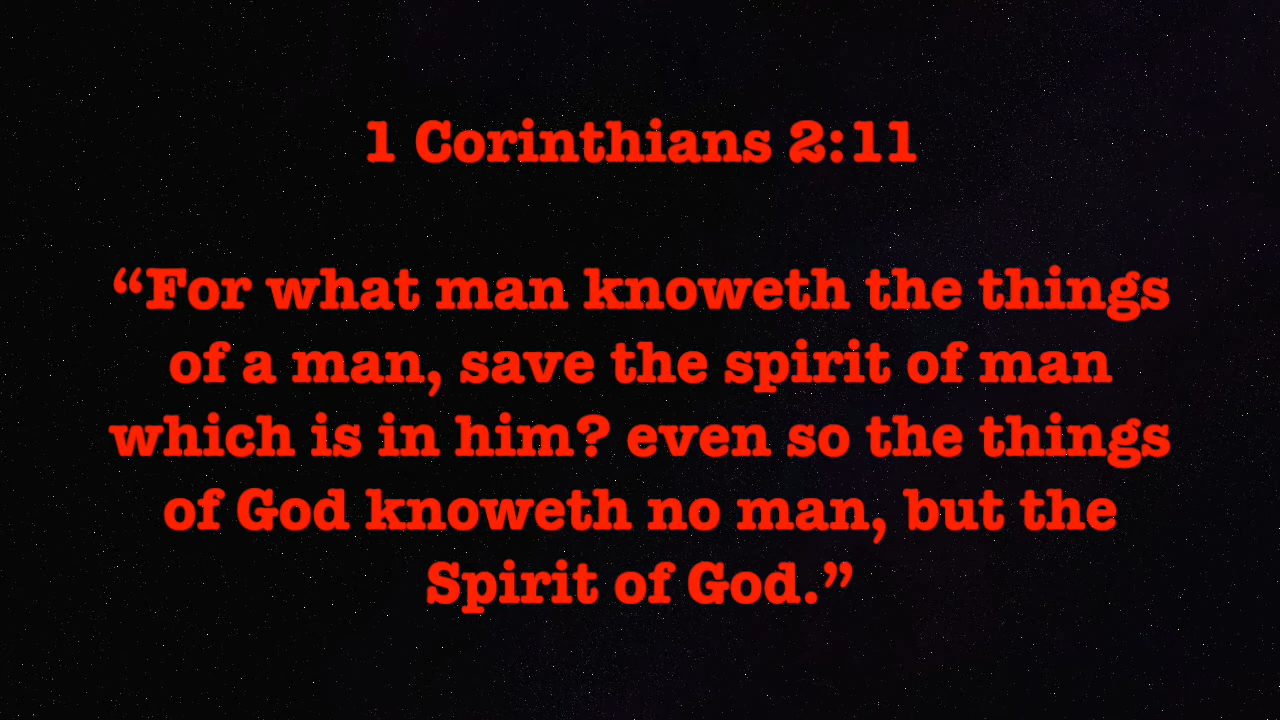 1 Corinthians 2:11
“For what man knoweth the things
of a man, save the spirit of man
which is in him? even so the things
of God knoweth no man, but the
Spirit of God.”